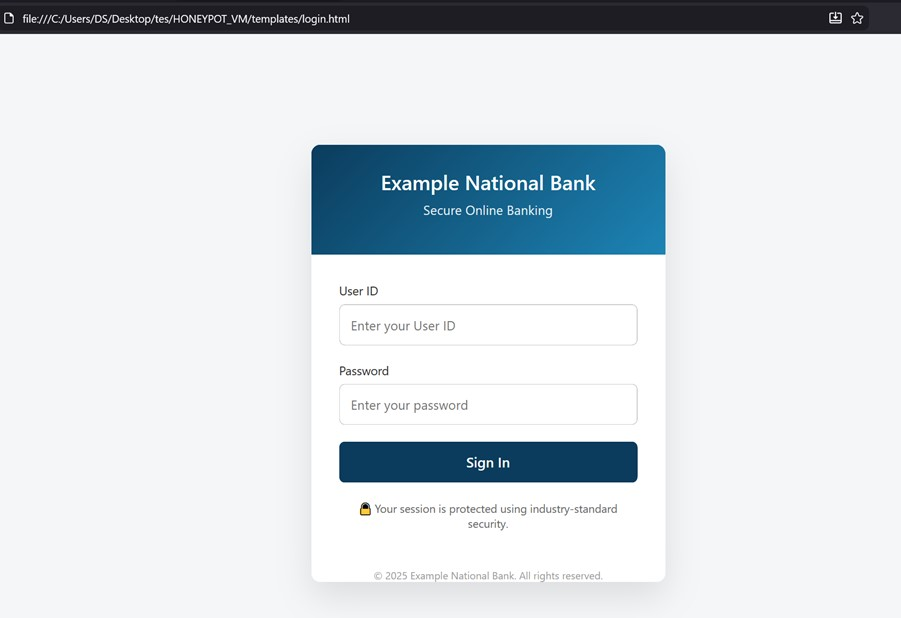 file:///C:/Users/DS/Desktop/tes/HONEYPOT_VM/templates/login.html
Example National Bank
Secure Online Banking
User ID
Enter your User ID
Password
Enter your password
Sign In
🔒 Your session is protected using industry-standard
security.
© 2025 Example National Bank. All rights reserved.